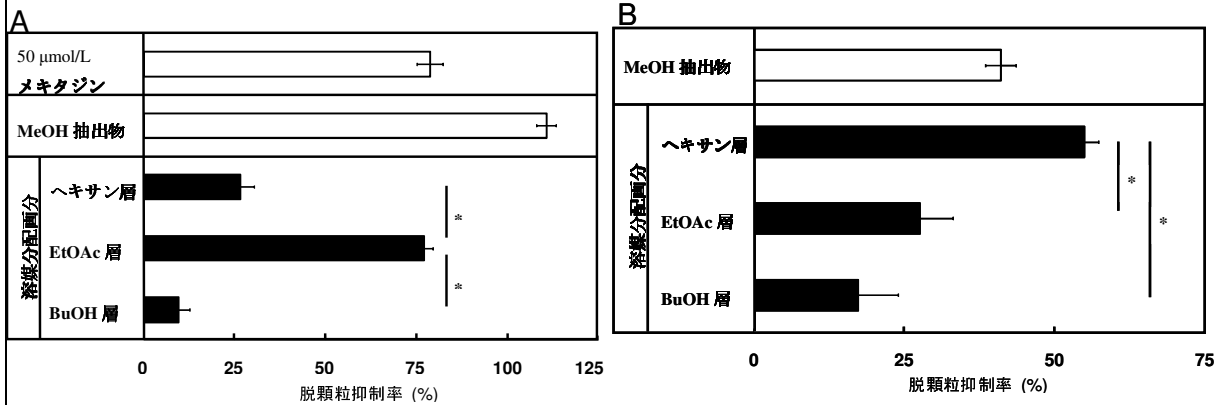 A
50 μmol/L
メキタジン
MeOH 抽出物
溶媒分配画分
ヘキサン層
*
EtOAc 層
*
BuOH 層
0 25 50 75 100 125
脱顆粒抑制率 (%)
B
MeOH 抽出物
溶媒分配画分
ヘキサン層
*
EtOAc 層
*
BuOH 層
0 25 50 75
脱顆粒抑制率 (%)